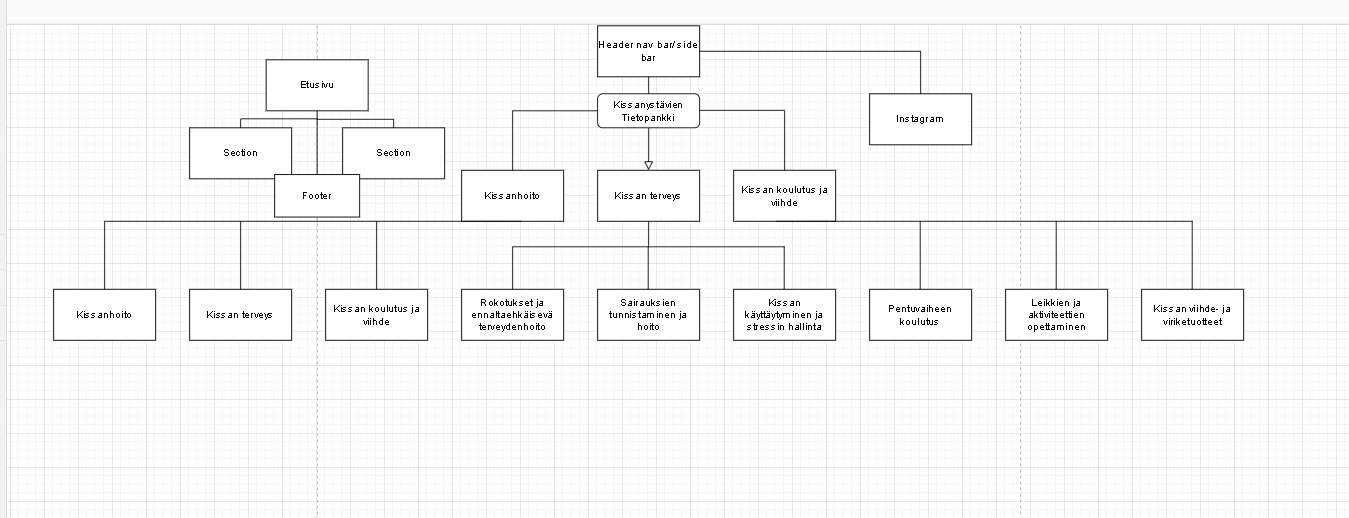 Header nav bar/side
bar
Etusivu
Kissanystävien
Tietopankki
Instagram
Section
Section
Footer
Kissanhoito
Kissan terveys
Kissan koulutus ja
viihde
Kissanhoito
Kissan terveys
Kissan koulutus ja
viihde
Rokotukset ja
ennaltaehkäisevä
terveydenhoito
Sairauksien
tunnistaminen ja
hoito
Kissan
käyttäytyminen ja
stressin hallinta
Pentuvaiheen
koulutus
Leikkien ja
aktiviteettien
opettaminen
Kissan viihde- ja
viriketuotteet